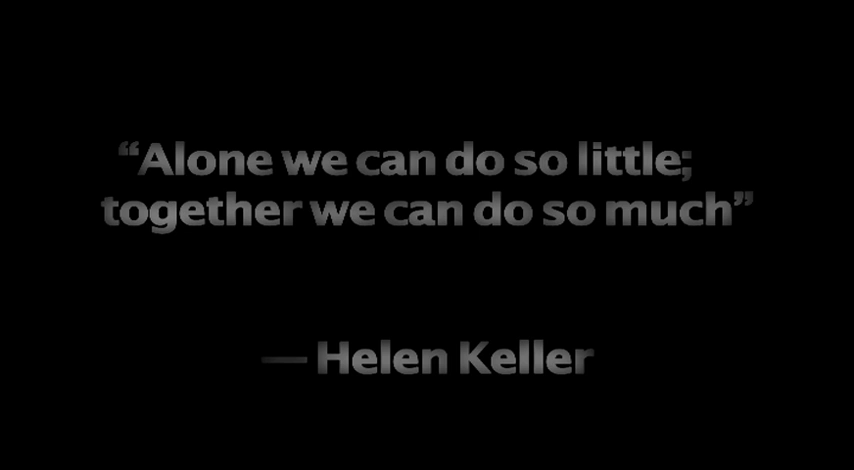 “Alone we can do so little;
together we can do so much”
— Helen Keller